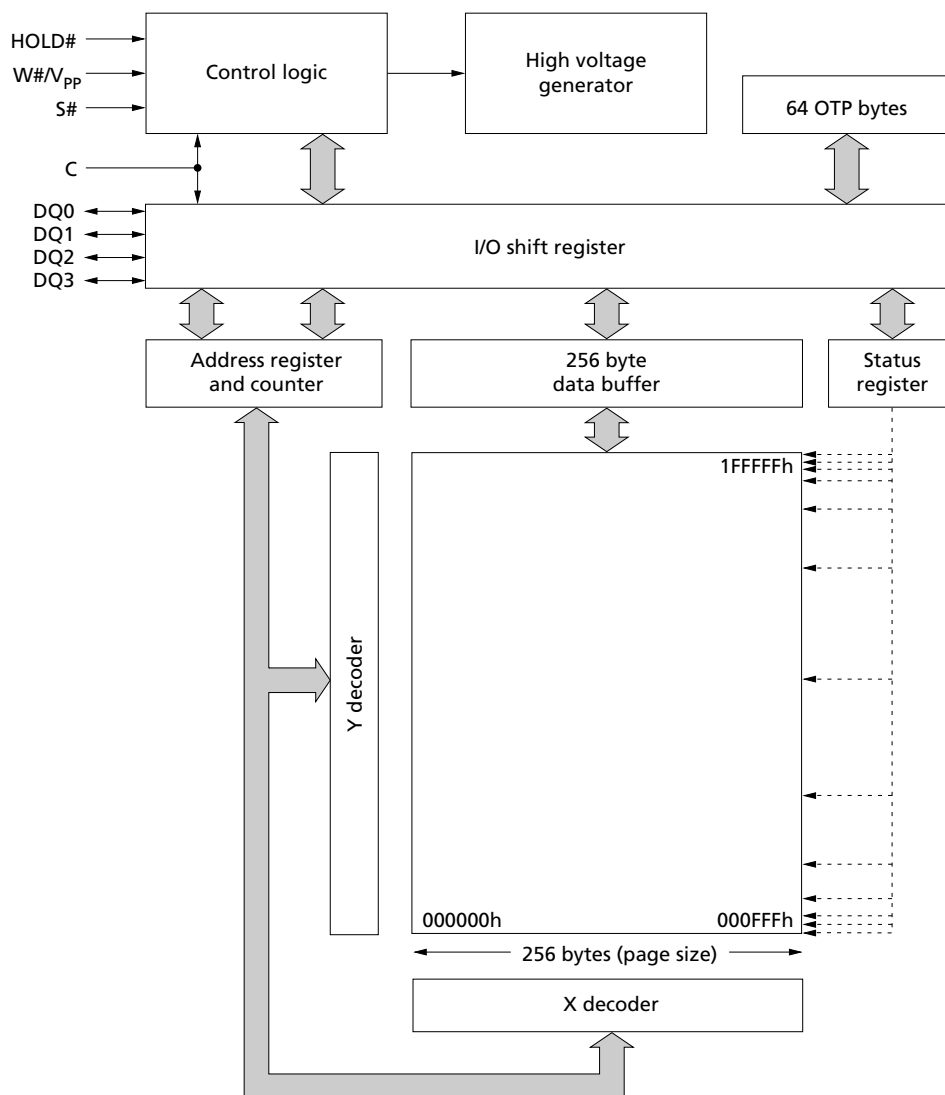 HOLD#
W#/VPP
S#
C
Control logic
High voltage
generator
64 OTP bytes
DQ0
DQ1
DQ2
DQ3
I/O shift register
Address register
and counter
256 byte
data buffer
Status
register
Y decoder
1FFFFFh
000000h
000FFFh
256 bytes (page size)
X decoder